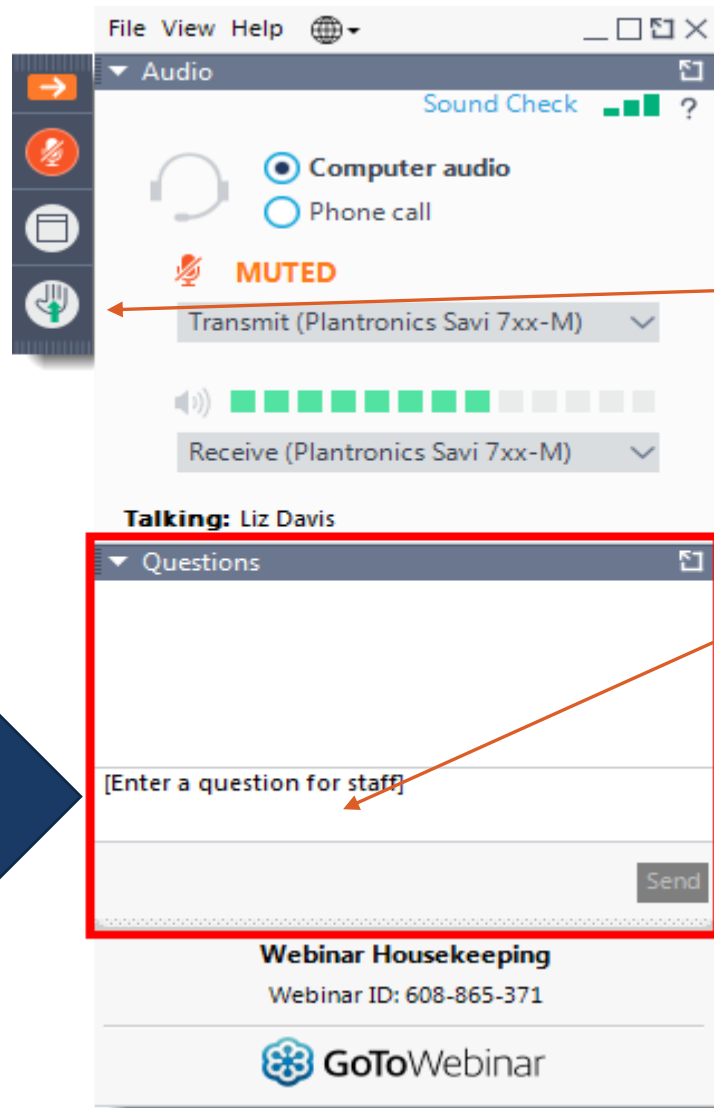 File View Help
Audio
Sound Check ?
Computer audio
Phone call
MUTED
Transmit (Plantronics Savi 7xx-M)
Receive (Plantronics Savi 7xx-M)
Talking: Liz Davis
Questions
[Enter a question for staff]
Send
Webinar Housekeeping
Webinar ID: 608-865-371
GoToWebinar